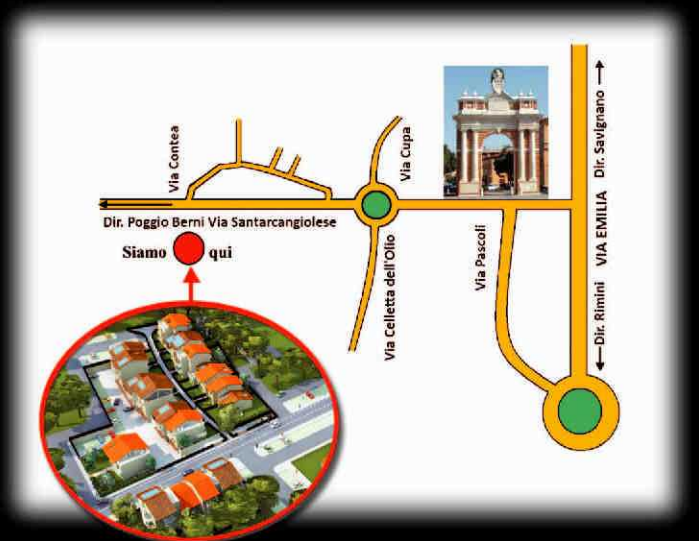 Via Contea
Via Cupa
Dir. Savignano
VIA EMILIA
Dir. Rimini
Dir. Poggio Berni Via Santarcangiolese
Siamo qui
Via Celletta dell'Olio
Via Pascoli